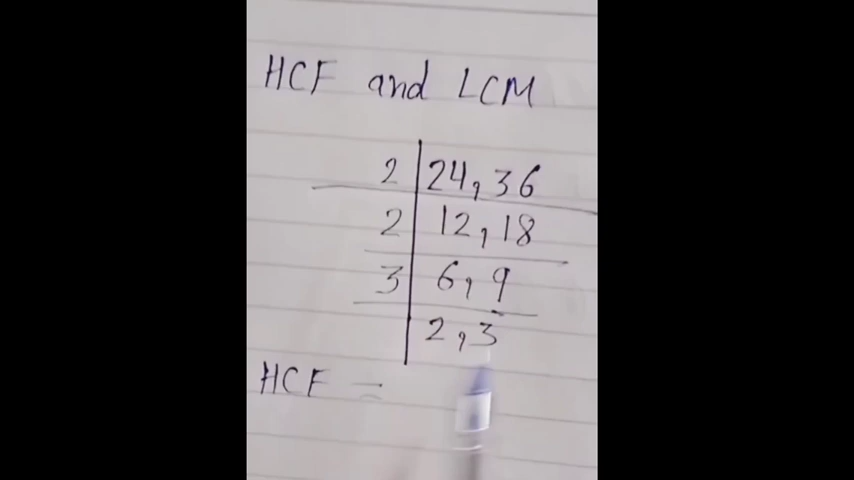 HCF and LCM
2 | 24, 36
2 | 12, 18
3 | 6, 9
2, 3
HCF =